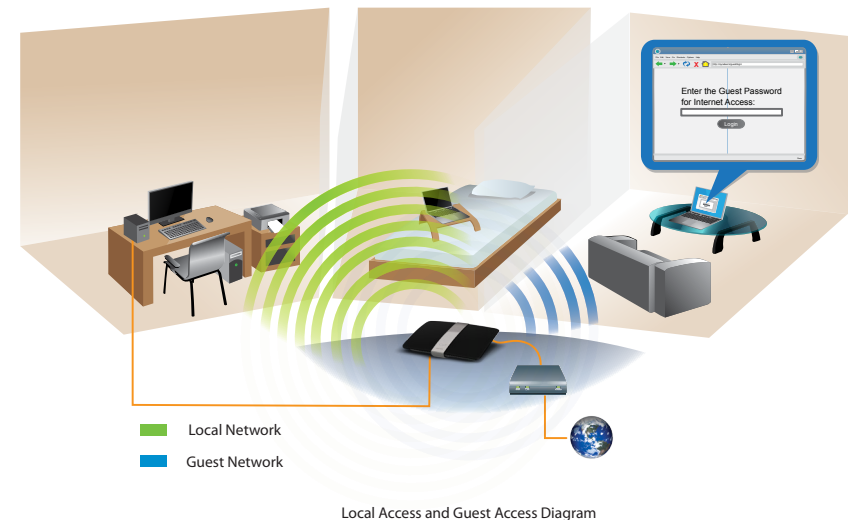 Enter the Guest Password
for Internet Access:
Login
Local Network
Guest Network
Local Access and Guest Access Diagram